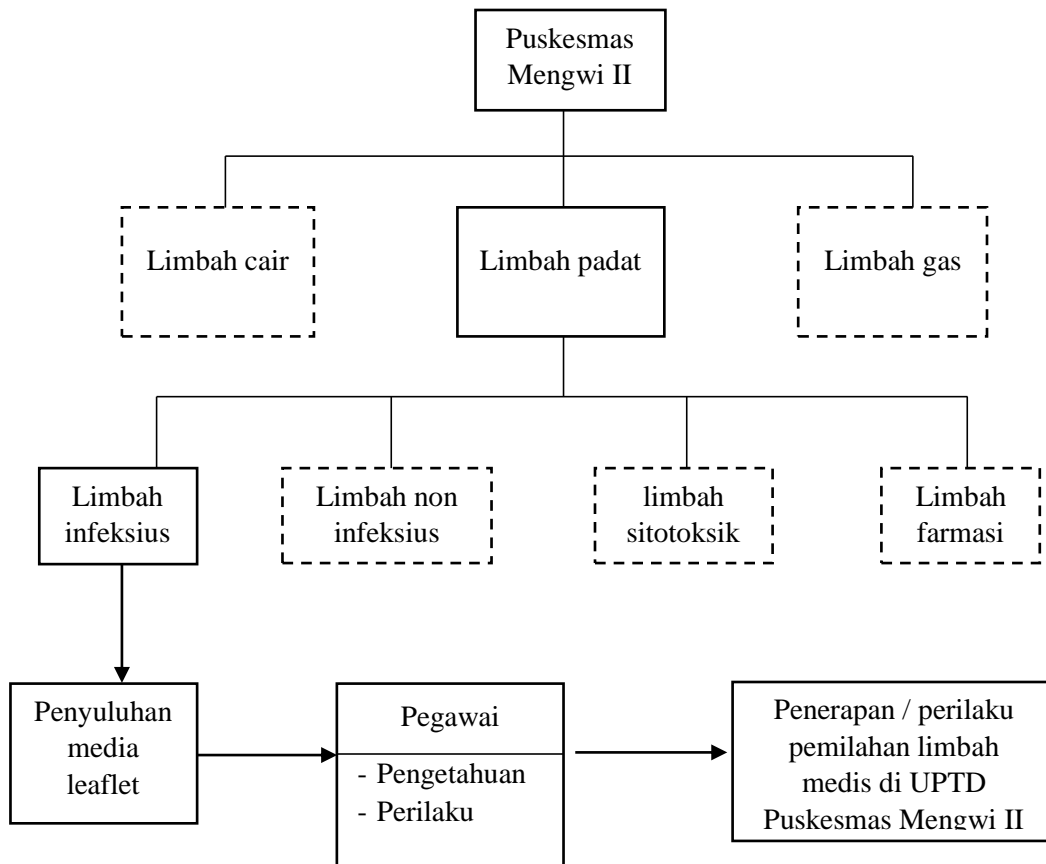 Puskesmas
Mengwi II
Limbah cair
Limbah padat
Limbah gas
Limbah
infeksius
Limbah non
infeksius
limbah
sitotoksik
Limbah
farmasi
Penyuluhan
media
leaflet
Pegawai
- Pengetahuan
- Perilaku
Penerapan / perilaku
pemilahan limbah
medis di UPTD
Puskesmas Mengwi II